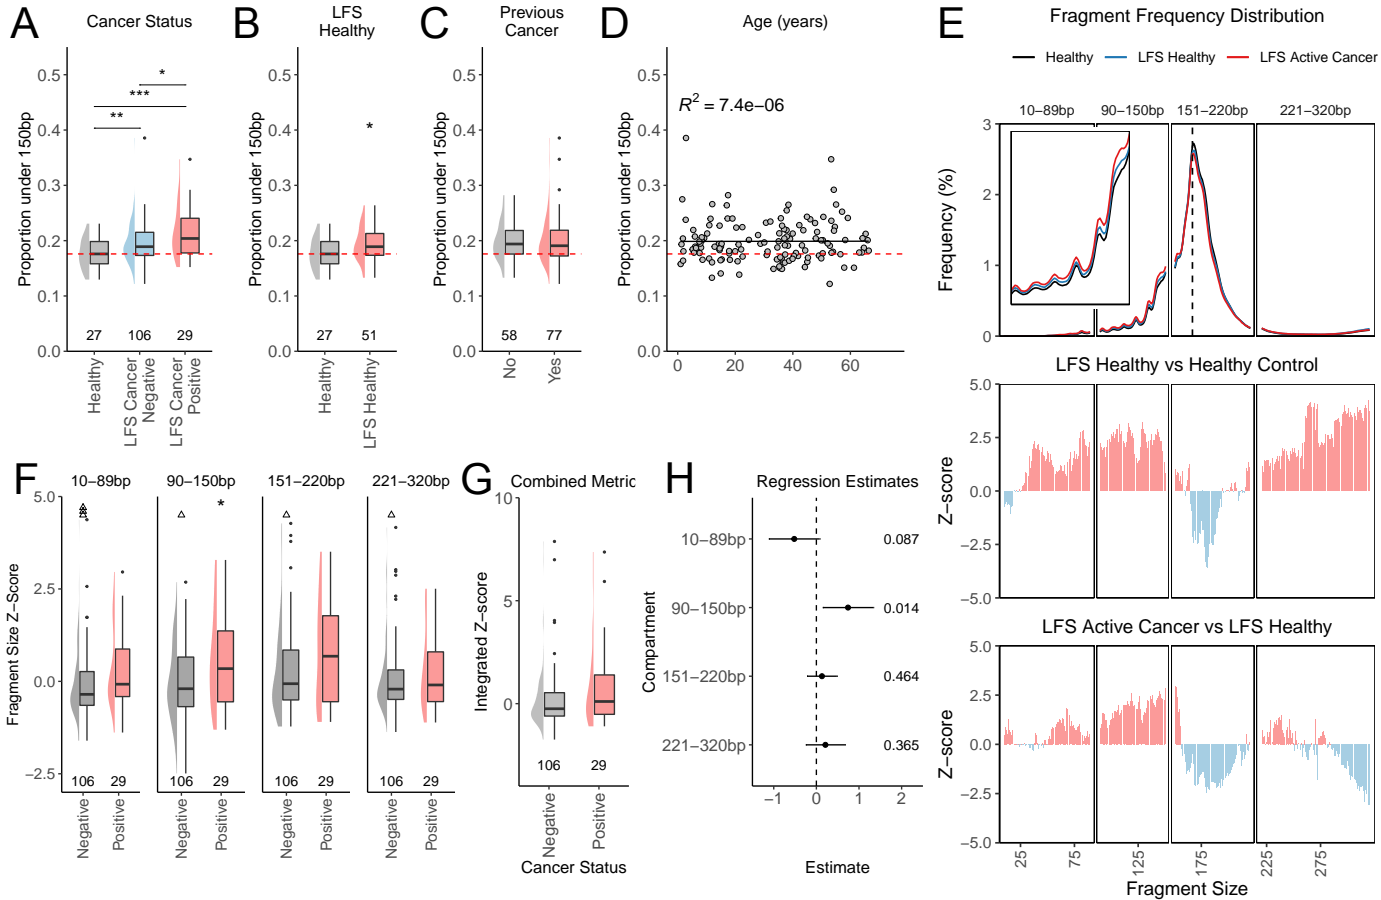 A
Cancer Status
Proportion under 150bp
0.5
0.4
0.3
0.2
0.1
0.0
*
***
**
27
106
29
Healthy
LFS Cancer
Negative
LFS Cancer
Positive
B
LFS
Healthy
Proportion under 150bp
0.5
0.4
0.3
0.2
0.1
0.0
*
27
51
Healthy
LFS Healthy
C
Previous
Cancer
Proportion under 150bp
0.5
0.4
0.3
0.2
0.1
0.0
58
77
No
Yes
D
Age (years)
Proportion under 150bp
0.5
0.4
0.3
0.2
0.1
0.0
R² = 7.4e−06
0
20
40
60
E
Fragment Frequency Distribution
Healthy
LFS Healthy
LFS Active Cancer
10−89bp
90−150bp
151−220bp
221−320bp
Frequency (%)
3
2
1
0
LFS Healthy vs Healthy Control
Z−score
5.0
2.5
0.0
−2.5
−5.0
LFS Active Cancer vs LFS Healthy
Z−score
5.0
2.5
0.0
−2.5
−5.0
25
75
125
175
225
275
Fragment Size
F
10−89bp
90−150bp
151−220bp
221−320bp
Fragment Size Z−Score
5.0
2.5
0.0
−2.5
*
106
29
106
29
106
29
106
29
Negative
Positive
Negative
Positive
Negative
Positive
Negative
Positive
G
Combined Metric
Integrated Z−score
10
5
0
106
29
Negative
Positive
Cancer Status
H
Regression Estimates
Compartment
10−89bp
0.087
90−150bp
0.014
151−220bp
0.464
221−320bp
0.365
−1
0
1
2
Estimate